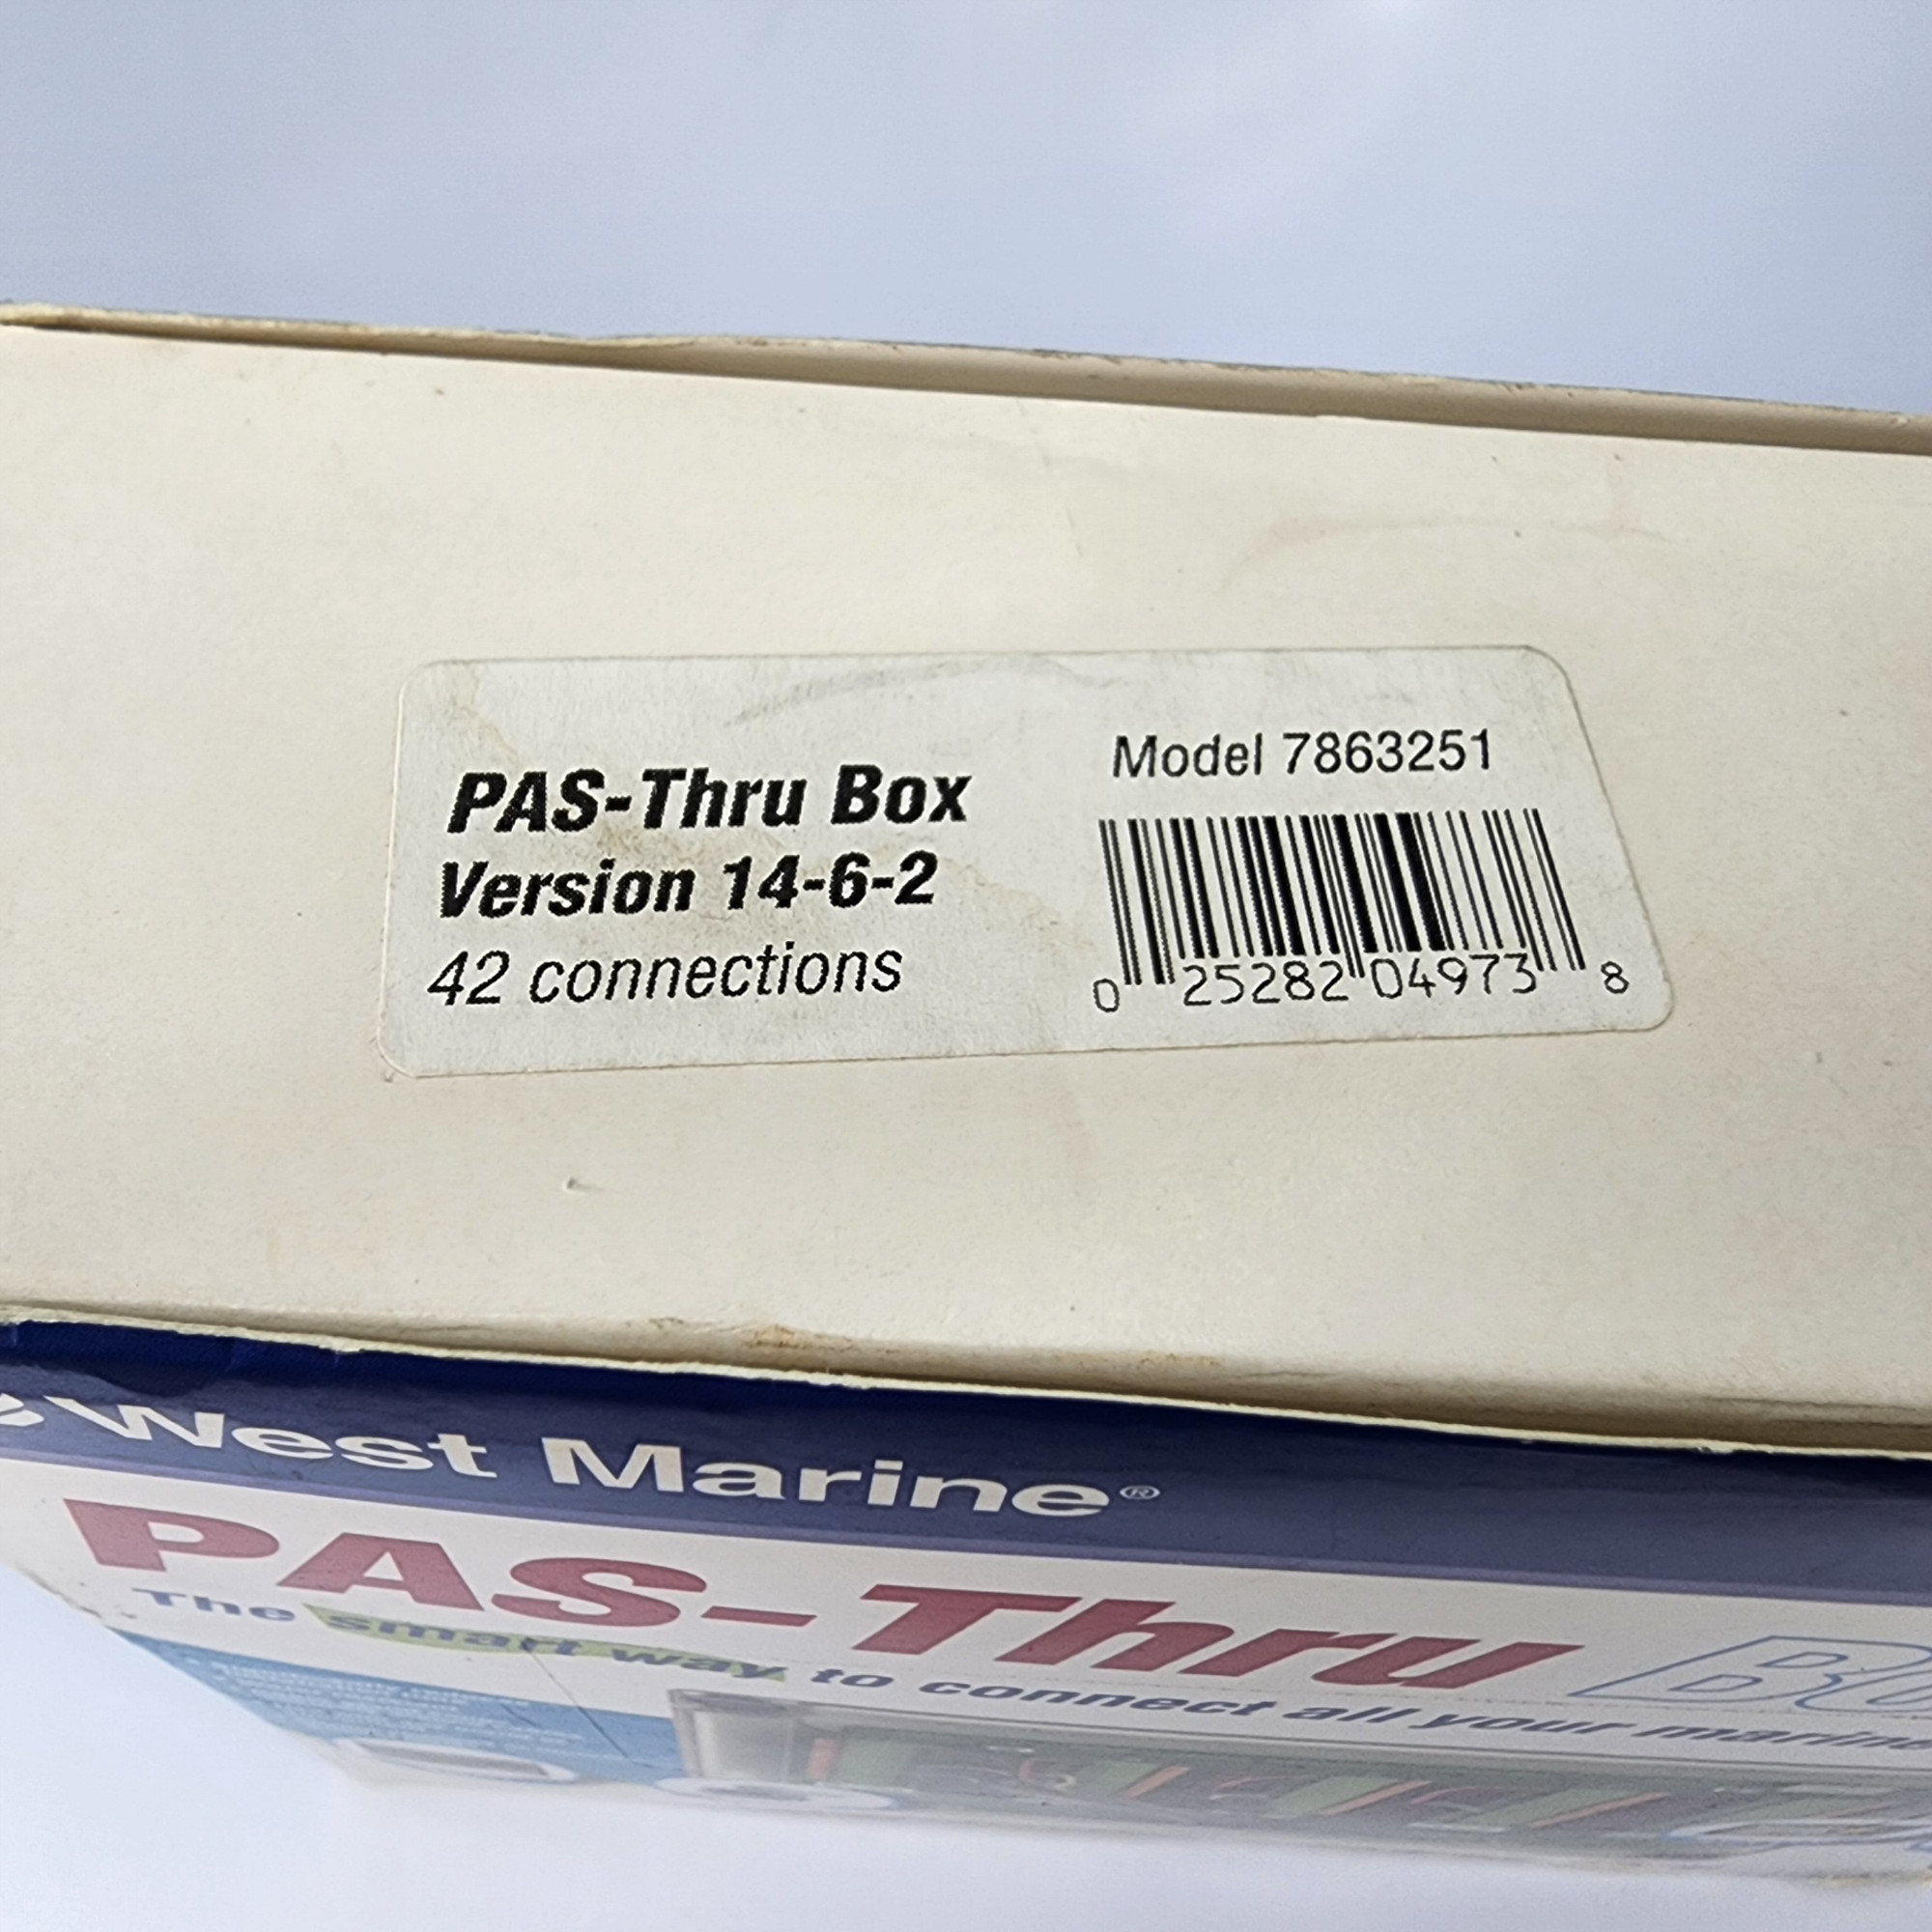 PAS-Thru Box
Version 14-6-2
42 connections
Model 7863251
0 25282 04973 8
West Marine®
PAS-Thru
The smart way to connect all your marine